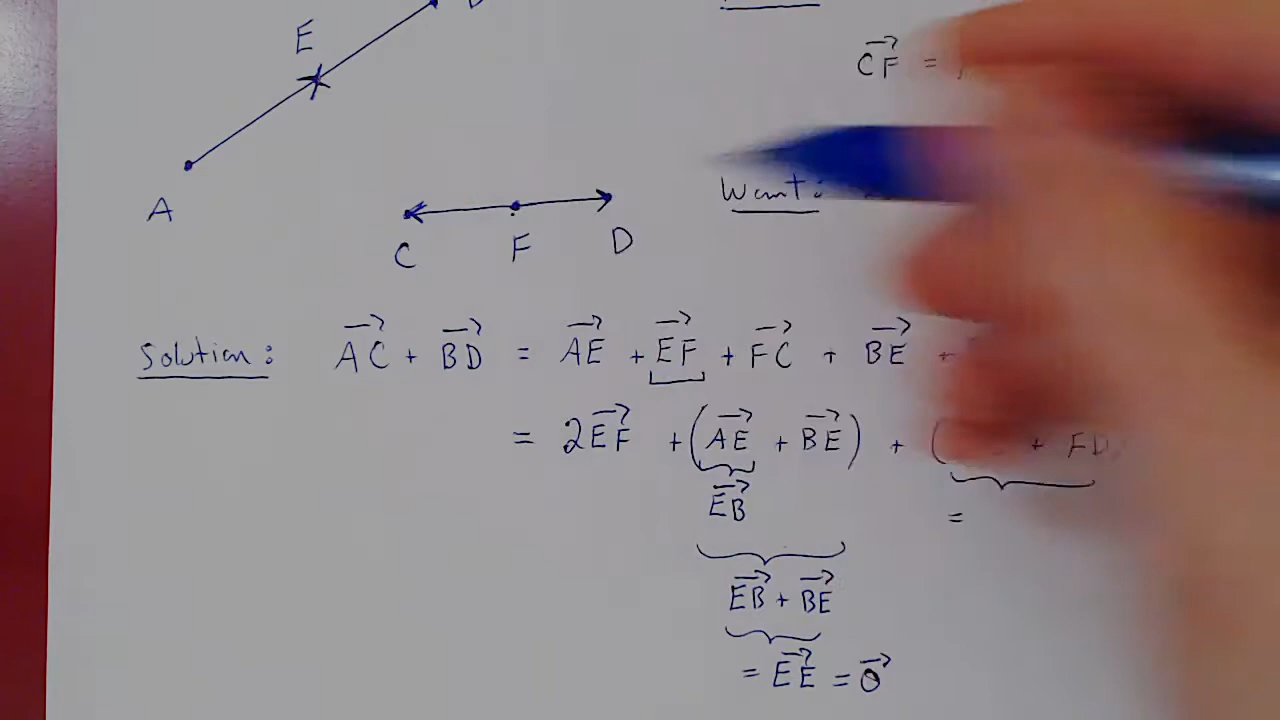 E
CF⃗ =
A
Want:
C F D
Solution: AC⃗ + BD⃗ = AE⃗ + EF⃗ + FC⃗ + BE⃗ +
= 2EF⃗ + (AE⃗ + BE⃗) + ( + FD
EB⃗
=
EB⃗ + BE⃗
= EE⃗ = 0⃗